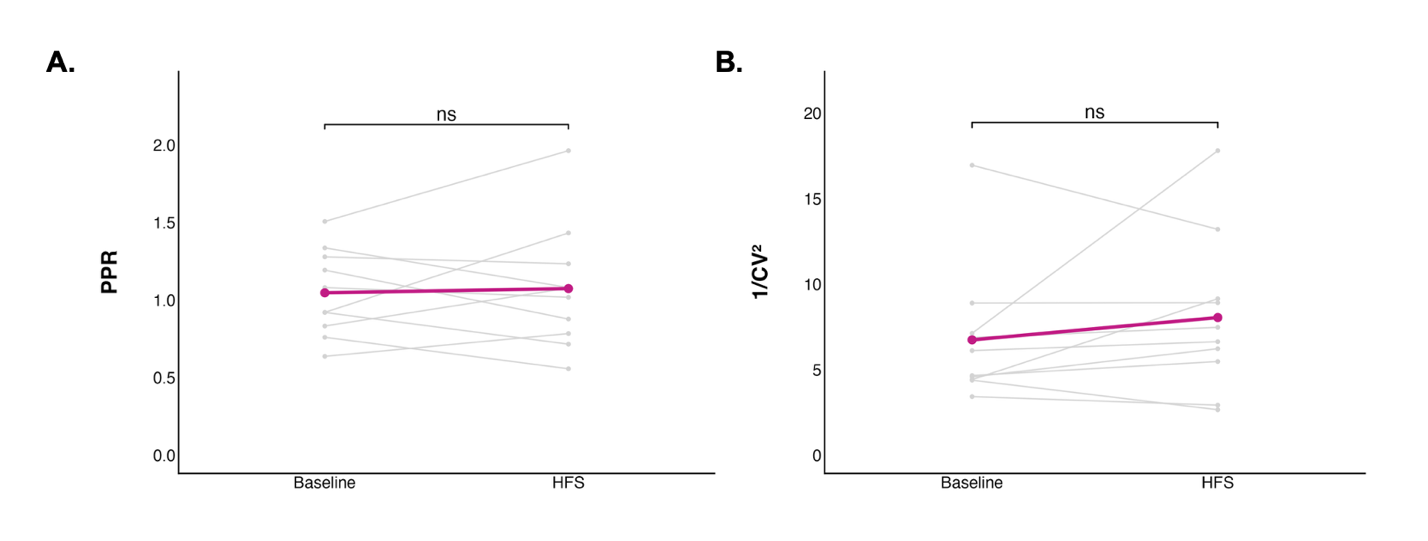 A.
ns
2.0
1.5
1.0
0.5
0.0
PPR
Baseline HFS
B.
ns
20
15
10
5
0
1/CV²
Baseline HFS